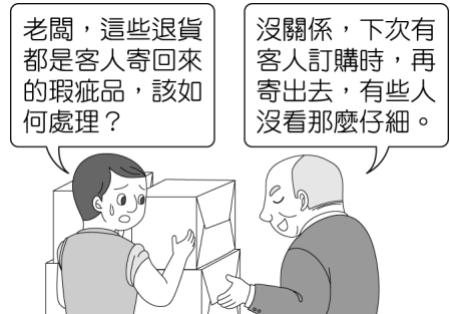 老闆，這些退貨
都是客人寄回來
的瑕疵品，該如
何處理？
沒關係，下次有
客人訂購時，再
寄出去，有些人
沒看那麼仔細。